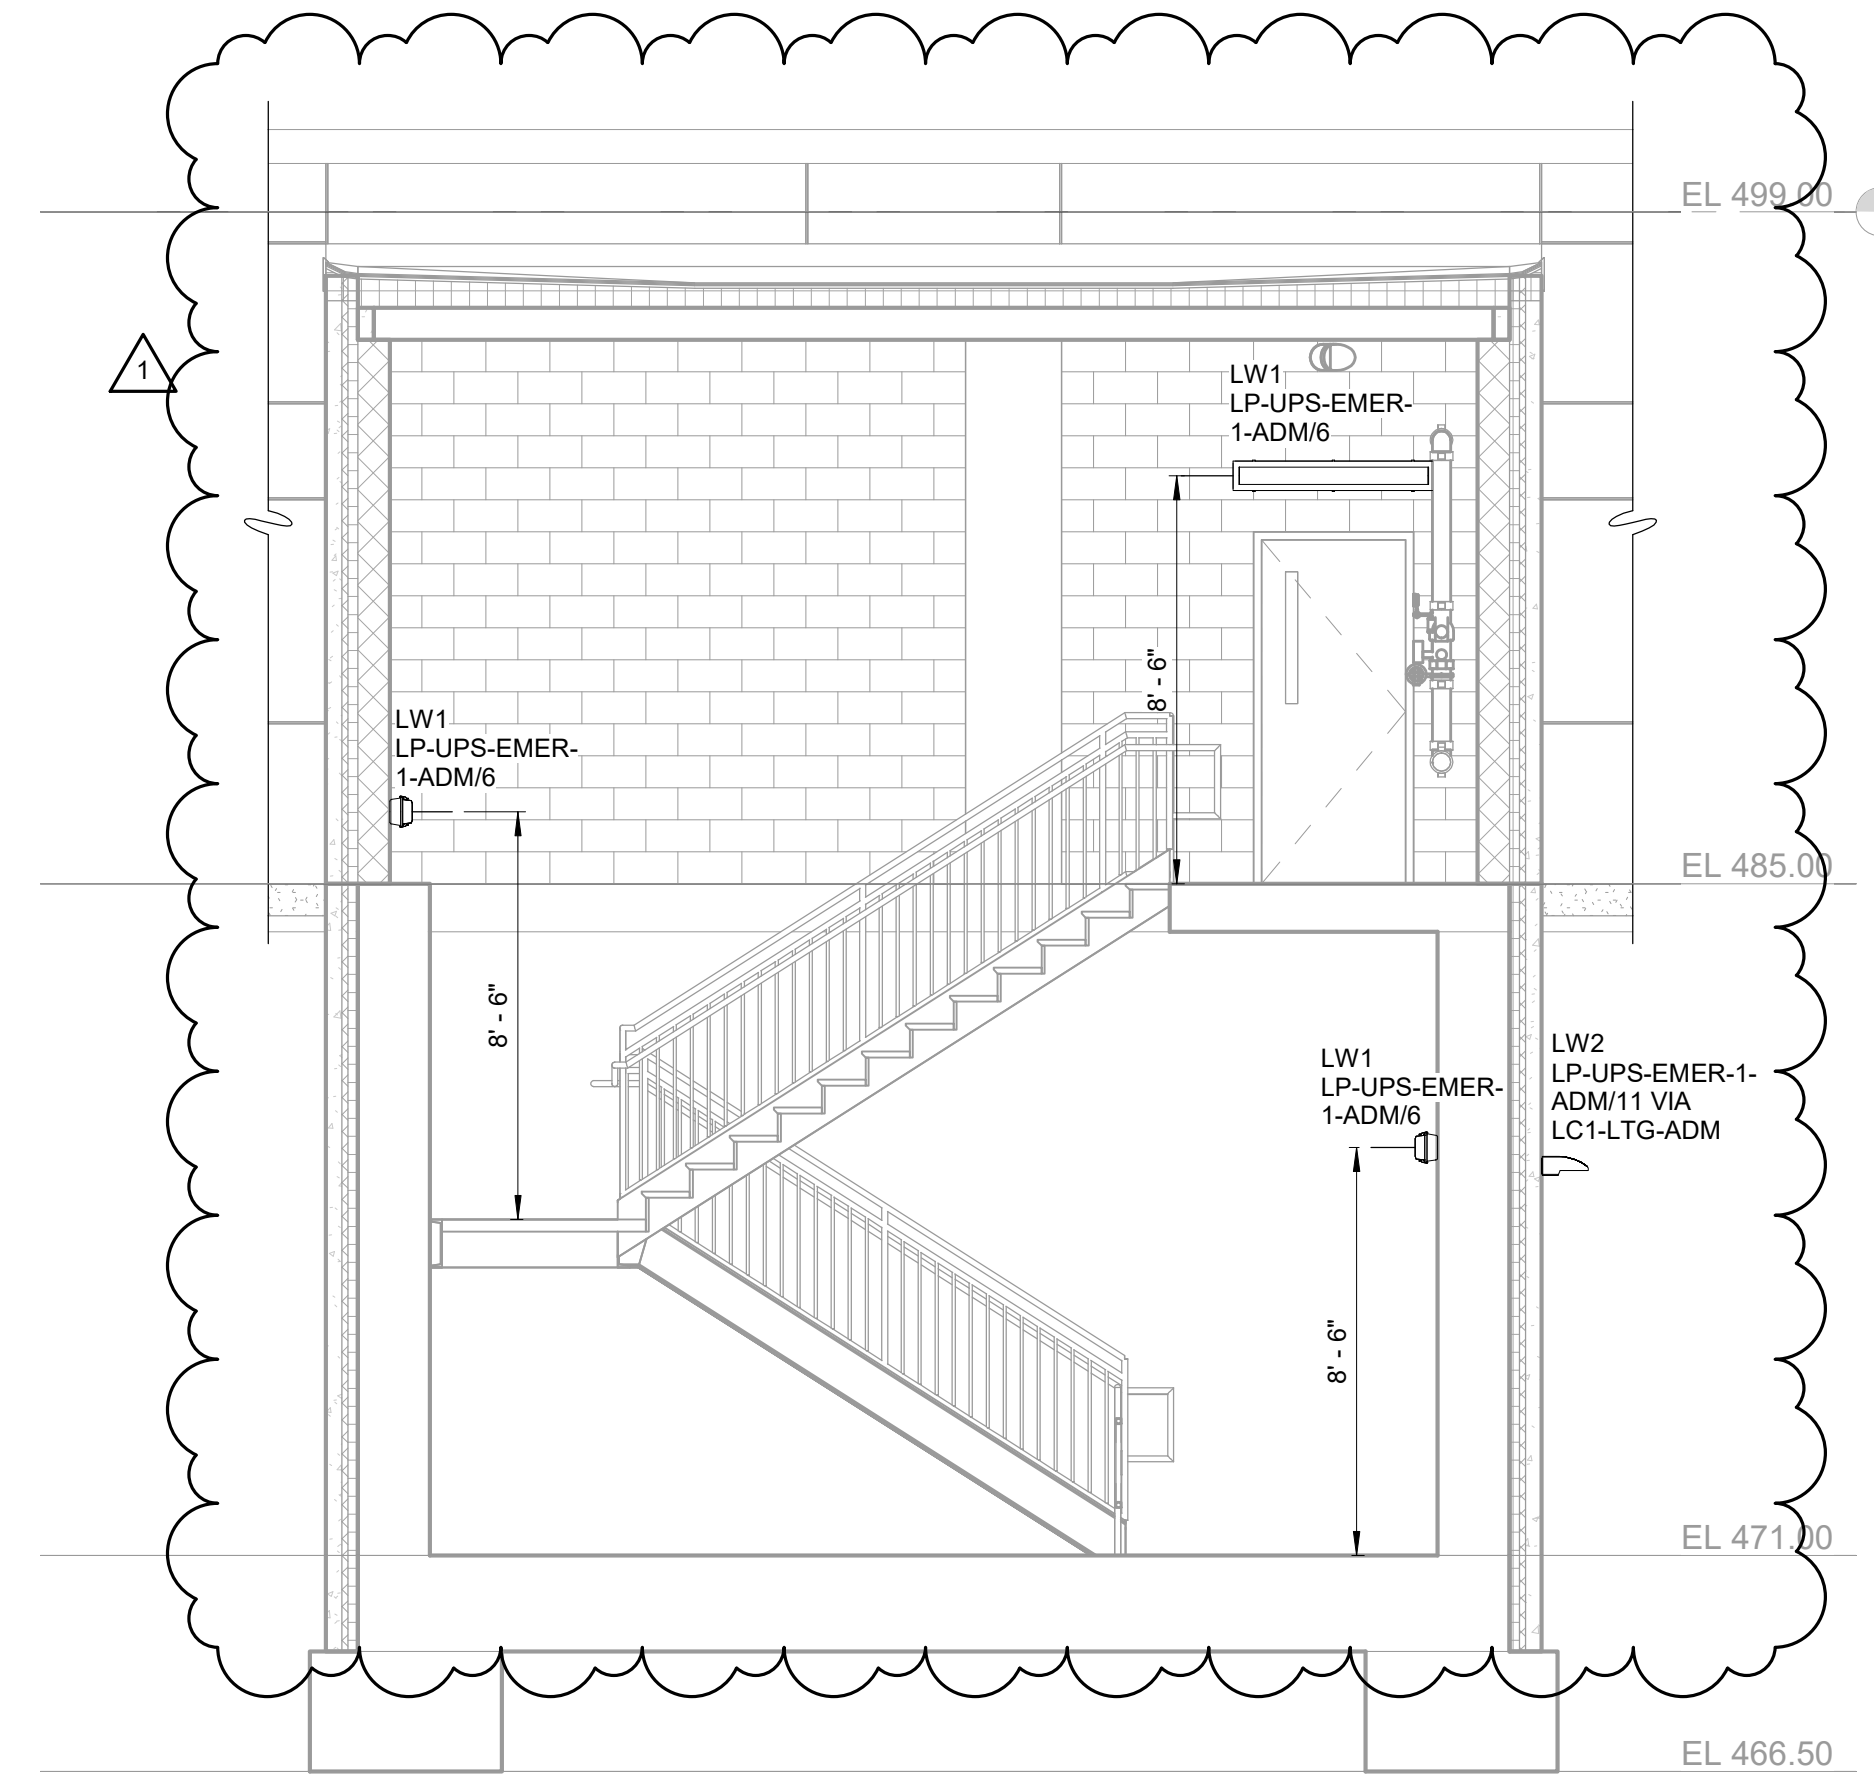 EL 499.00
1
LW1
LP-UPS-EMER-
1-ADM/6
8' - 6"
LW1
LP-UPS-EMER-
1-ADM/6
EL 485.00
8' - 6"
LW1
LP-UPS-EMER-
1-ADM/6
LW2
LP-UPS-EMER-1-
ADM/11 VIA
LC1-LTG-ADM
8' - 6"
EL 471.00
EL 466.50